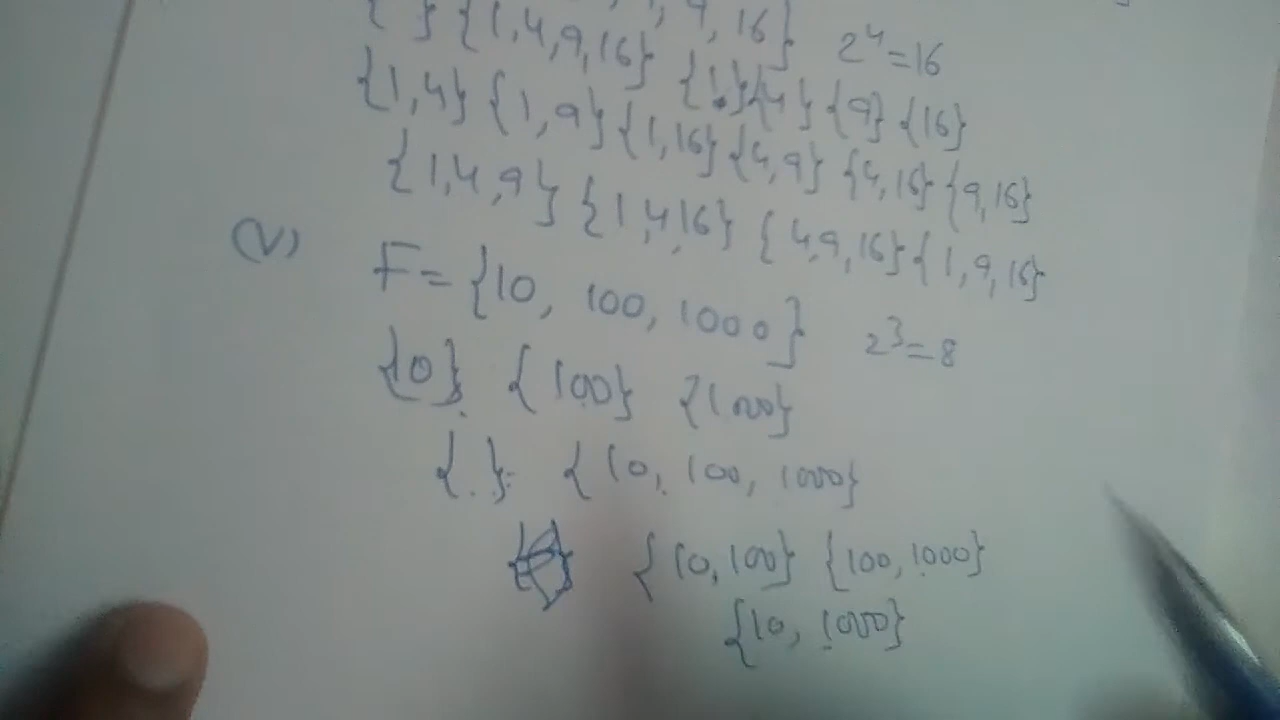 { } {1,4,9,16} , 9, 16} 2⁴=16
{1,4} {1,9} {1,16} {4,9} {4,16} {9,16}
{1} {4} {9} {16}
{1,4,9} {1,4,16} {4,9,16} {1,9,16}
(V) F= {10, 100, 1000} 2³=8
{10} {100} {1000}
{ } {10, 100, 1000}
{10,100} {100,1000}
{10, 1000}